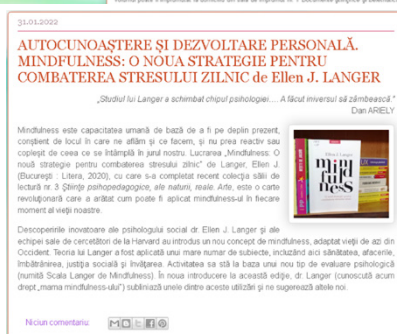 31.01.2022
AUTOCUNOAȘTERE ȘI DEZVOLTARE PERSONALĂ.
MINDFULNESS: O NOUA STRATEGIE PENTRU
COMBATEREA STRESULUI ZILNIC de Ellen J. LANGER
„Studiul lui Langer a schimbat chipul psihologiei.... A făcut iniversul să zâmbească."
Dan ARIELY
Mindfulness este capacitatea umană de bază de a fi pe deplin prezent,
conștient de locul în care ne aflăm și ce facem, și nu prea reactiv sau
copleșit de ceea ce se întâmplă în jurul nostru. Lucrarea „Mindfulness: O
nouă strategie pentru combaterea stresului zilnic" de Langer, Ellen J.
(București : Litera, 2020), cu care s-a completat recent colecția sălii de
lectură nr. 3 Științe psihopedagogice, ale naturii, reale. Arte, este o carte
revoluționară care a arătat cum poate fi aplicat mindfulness-ul în fiecare
moment al vieții noastre.
Ellen J. Langer
mind
fulness
Descoperirile inovatoare ale psihologului social dr. Ellen J. Langer și ale
echipei sale de cercetători de la Harvard au introdus un nou concept de mindfulness, adaptat vieții de azi din
Occident. Teoria lui Langer a fost aplicată unui mare numar de subiecte, incluzând aici sănătatea, afacerile,
îmbătrânirea, justiția socială și învățarea. Activitatea sa stă la baza unui nou tip de evaluare psihologică
(numită Scala Langer de Mindfulness). În noua introducere la această ediție, dr. Langer (cunoscută acum
drept „mama mindfulness-ului") subliniază unele dintre aceste utilizări și ne sugerează altele noi.
Niciun comentariu: